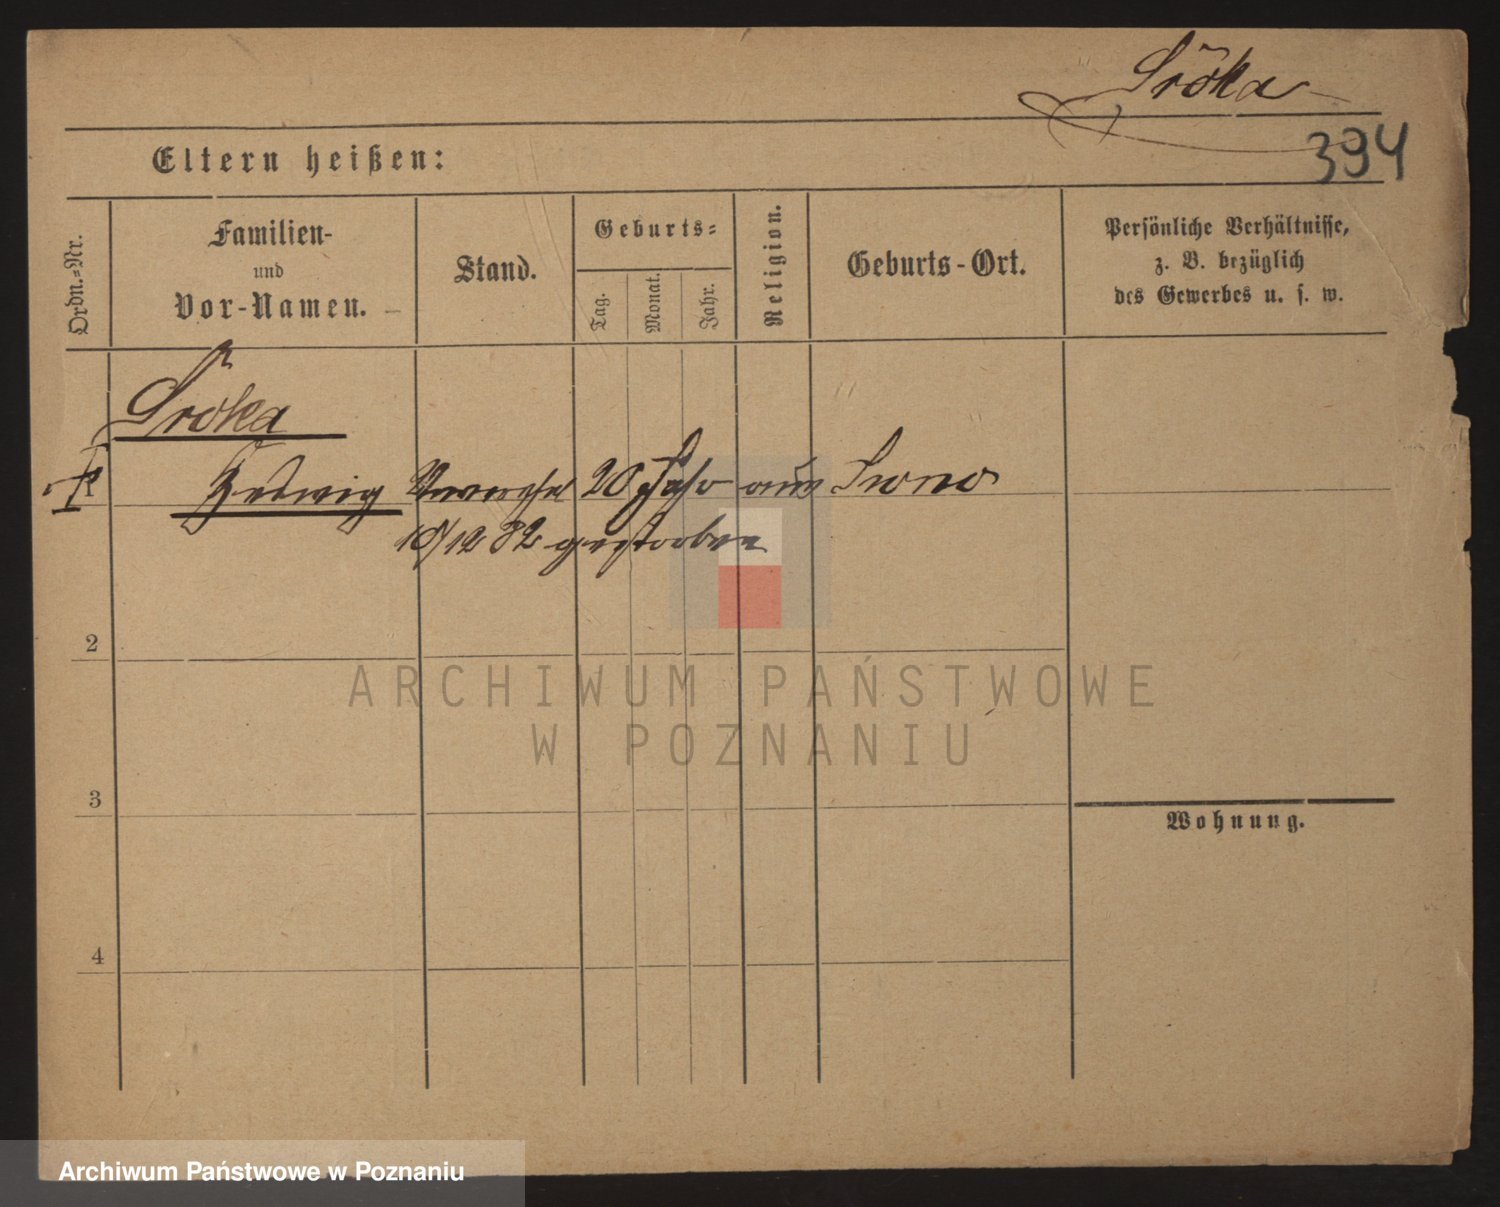 Sroka
394
Eltern heißen:
Ordn.=Nr.
Familien-
und
Vor-Namen.
Stand.
Geburts=
Tag.
Monat.
Jahr.
Religion.
Geburts-Ort.
Persönliche Verhältnisse,
z. B. bezüglich
des Gewerbes u. s. w.
Sroka
1 Hedwig 20 Jahr aus
10/12 82 gestorben
2
3
4
Wohnung.
ARCHIWUM PAŃSTWOWE
W POZNANIU
Archiwum Państwowe w Poznaniu